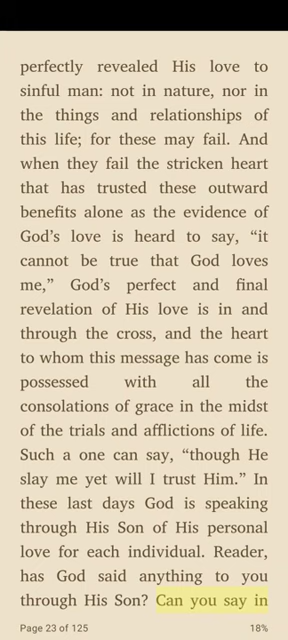 perfectly revealed His love to
sinful man: not in nature, nor in
the things and relationships of
this life; for these may fail. And
when they fail the stricken heart
that has trusted these outward
benefits alone as the evidence of
God’s love is heard to say, “it
cannot be true that God loves
me,” God’s perfect and final
revelation of His love is in and
through the cross, and the heart
to whom this message has come is
possessed with all the
consolations of grace in the midst
of the trials and afflictions of life.
Such a one can say, “though He
slay me yet will I trust Him.” In
these last days God is speaking
through His Son of His personal
love for each individual. Reader,
has God said anything to you
through His Son? Can you say in
Page 23 of 125 18%